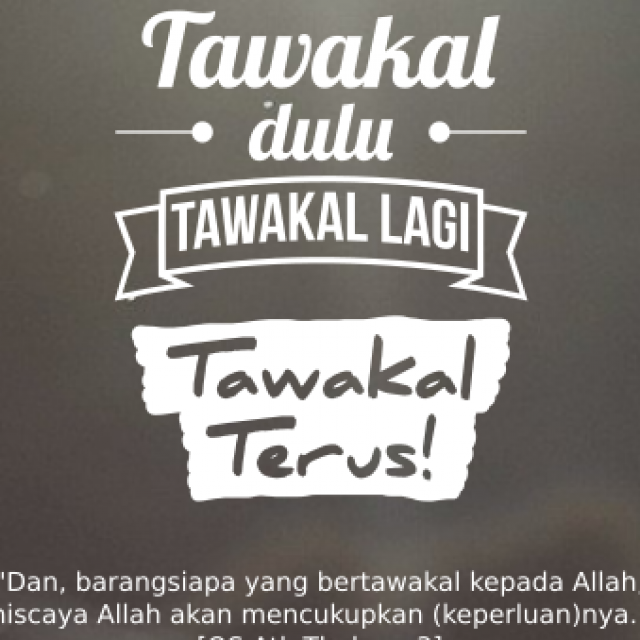 Tawakal
dulu
TAWAKAL LAGI
Tawakal
Terus!
"Dan, barangsiapa yang bertawakal kepada Allah,
niscaya Allah akan mencukupkan (keperluan)nya.